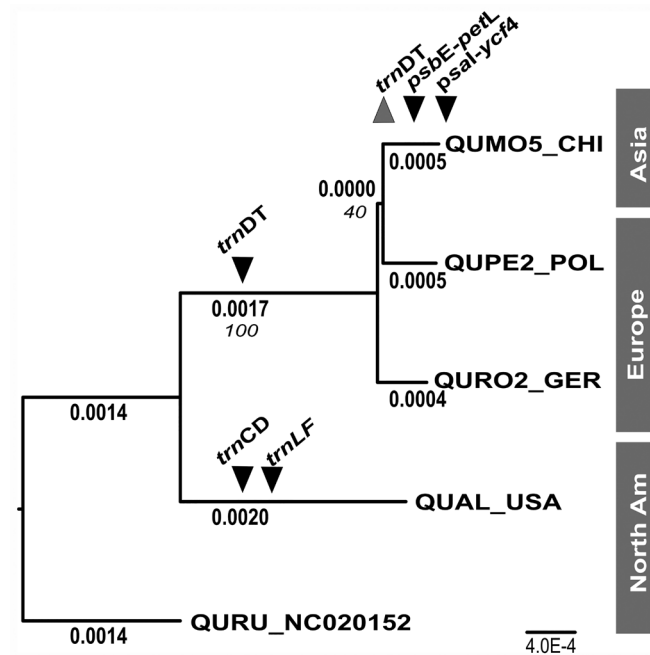 trnDT
psbE-petL
psaI-ycf4
QUMO5_CHI
0.0005
0.0000
40
Asia
trnDT
QUPE2_POL
0.0005
0.0017
100
Europe
QURO2_GER
0.0004
0.0014
trnCD
trnLF
QUAL_USA
0.0020
North Am
QURU_NC020152
0.0014
4.0E-4